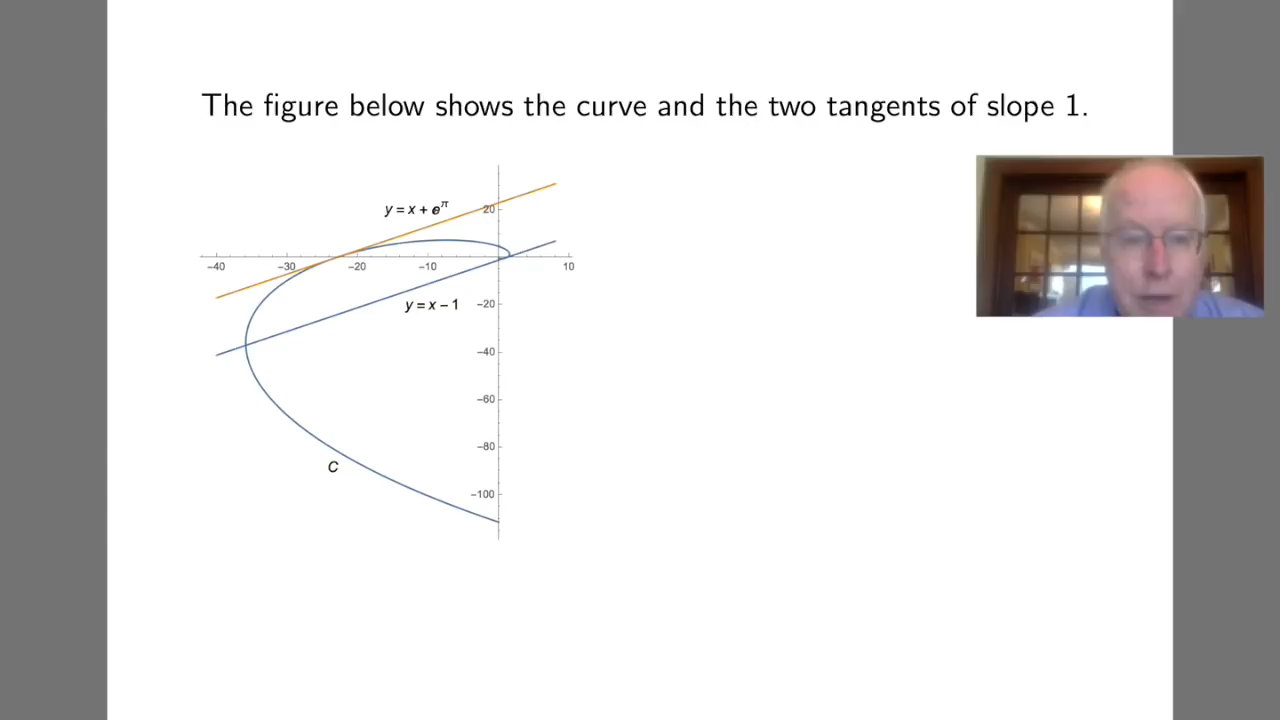 The figure below shows the curve and the two tangents of slope 1.
y = x + e^π
20
−40 −30 −20 −10 10
y = x − 1
−20
−40
−60
−80
C
−100